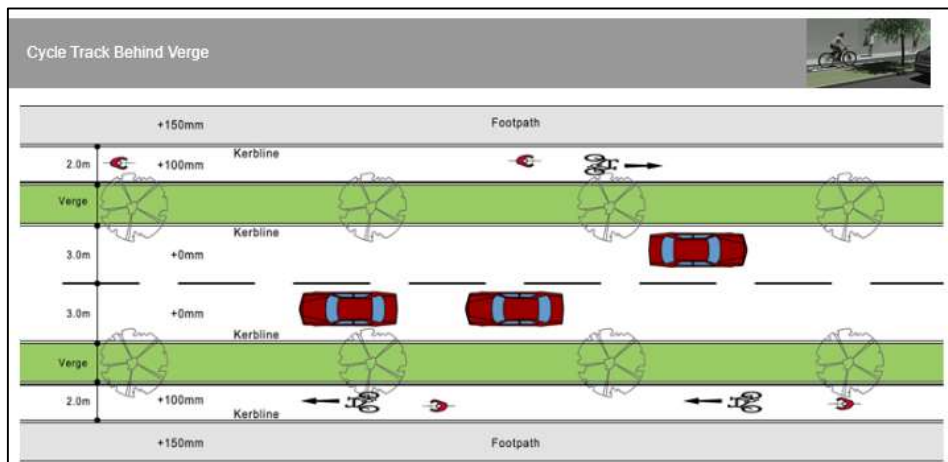 Cycle Track Behind Verge
+150mm Footpath
2.0m +100mm Kerbline
Verge
Kerbline
3.0m +0mm
3.0m +0mm
Kerbline
Verge
2.0m +100mm
Kerbline
+150mm Footpath